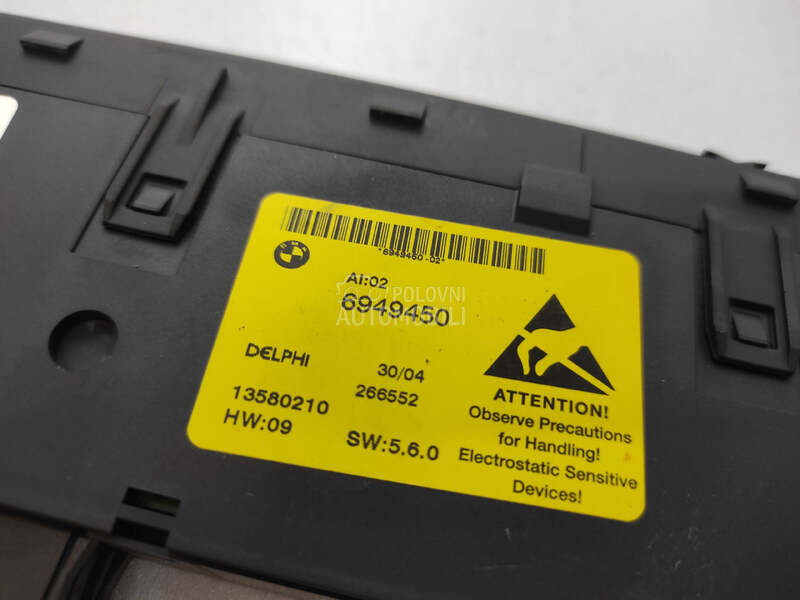 *6949450-02*
BMW
Ai:02
6949450
POLOVNI
AUTOMOBILI
DELPHI
30/04
13580210
266552
HW:09
SW:5.6.0
ATTENTION!
Observe Precautions
for Handling!
Electrostatic Sensitive
Devices!